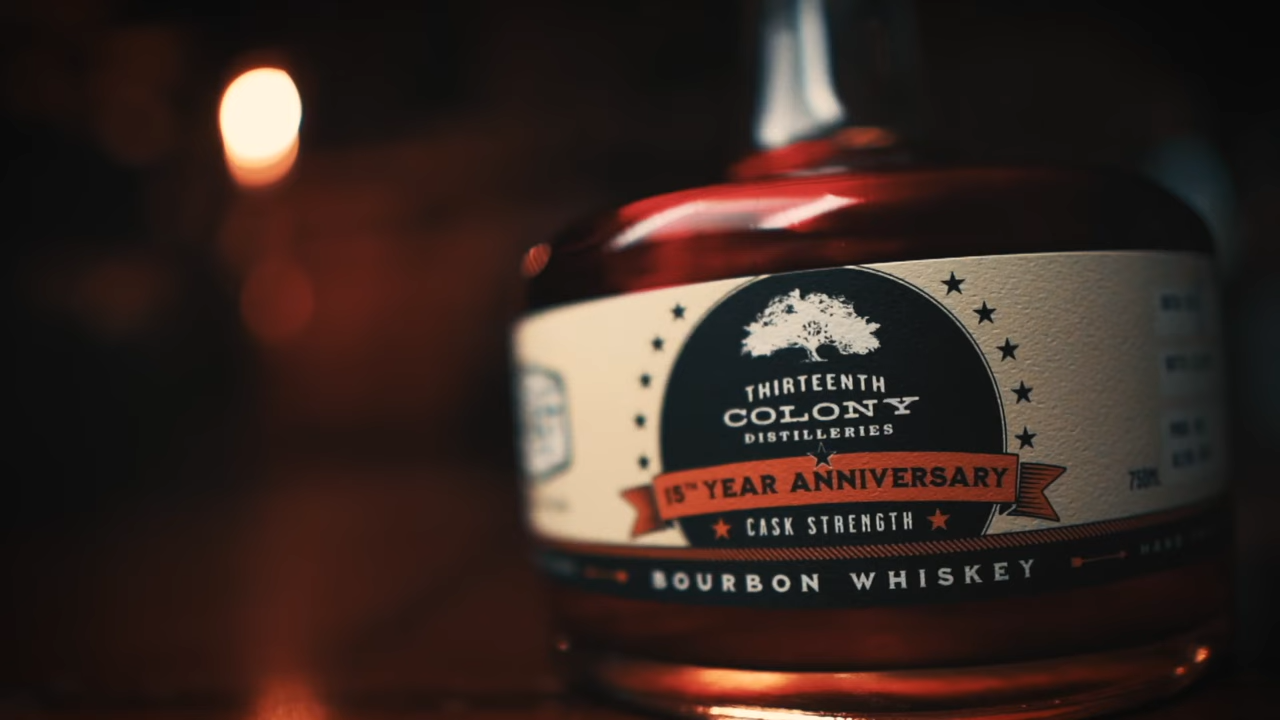 THIRTEENTH
COLONY
DISTILLERIES
15TH YEAR ANNIVERSARY
CASK STRENGTH
750ML
BOURBON WHISKEY